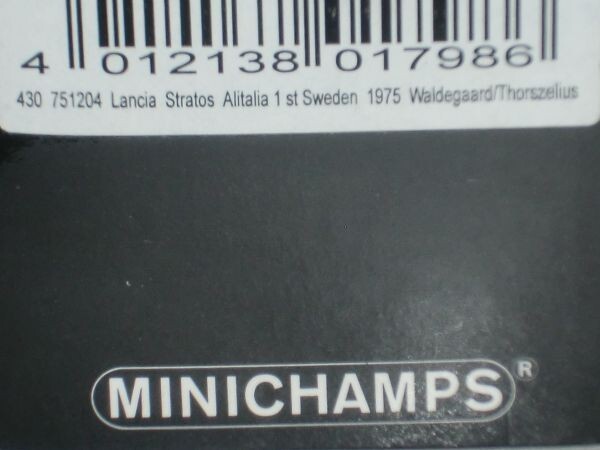 4 012138 017986
430 751204 Lancia Stratos Alitalia 1 st Sweden 1975 Waldegaard/Thorszelius
MINICHAMPS®